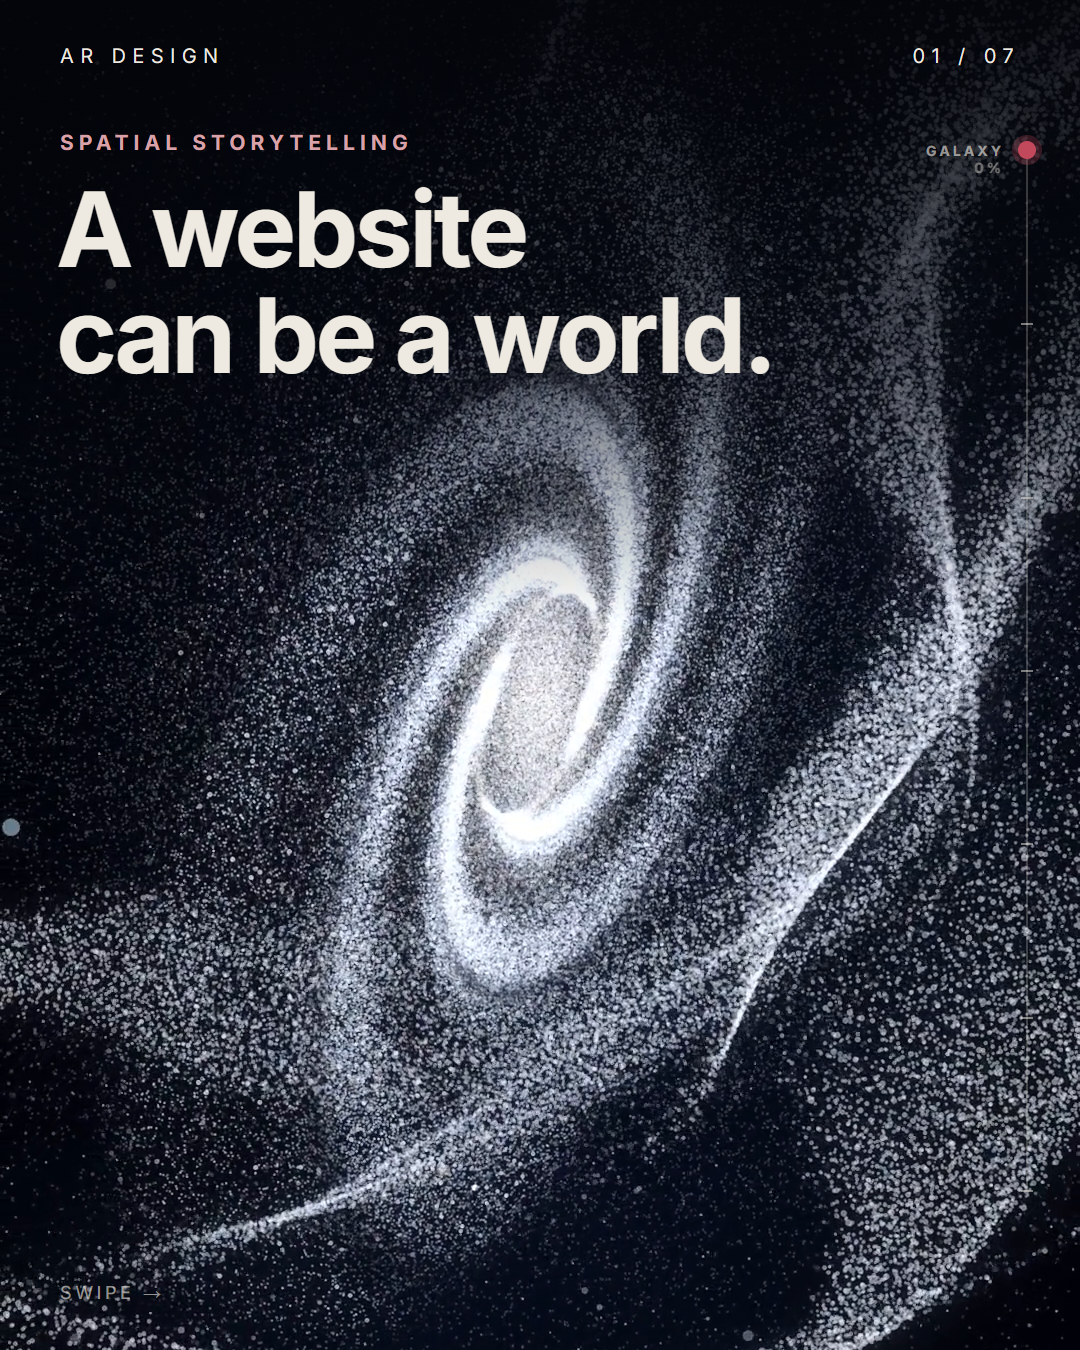 AR DESIGN
01 / 07
SPATIAL STORYTELLING
GALAXY
0%
A website
can be a world.
SWIPE →